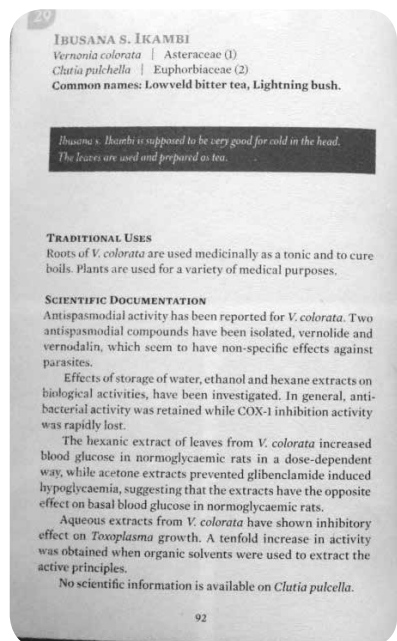 29
IBUSANA S. IKAMBI
Vernonia colorata | Asteraceae (1)
Clutia pulchella | Euphorbiaceae (2)
Common names: Lowveld bitter tea, Lightning bush.
Ibusana s. Ikambi is supposed to be very good for cold in the head.
The leaves are used and prepared as tea.
TRADITIONAL USES
Roots of V. colorata are used medicinally as a tonic and to cure
boils. Plants are used for a variety of medical purposes.
SCIENTIFIC DOCUMENTATION
Antispasmodial activity has been reported for V. colorata. Two
antispasmodial compounds have been isolated, vernolide and
vernodalin, which seem to have non-specific effects against
parasites.
Effects of storage of water, ethanol and hexane extracts on
biological activities, have been investigated. In general, anti-
bacterial activity was retained while COX-1 inhibition activity
was rapidly lost.
The hexanic extract of leaves from V. colorata increased
blood glucose in normoglycaemic rats in a dose-dependent
way, while acetone extracts prevented glibenclamide induced
hypoglycaemia, suggesting that the extracts have the opposite
effect on basal blood glucose in normoglycaemic rats.
Aqueous extracts from V. colorata have shown inhibitory
effect on Toxoplasma growth. A tenfold increase in activity
was obtained when organic solvents were used to extract the
active principles.
No scientific information is available on Clutia pulcella.
92